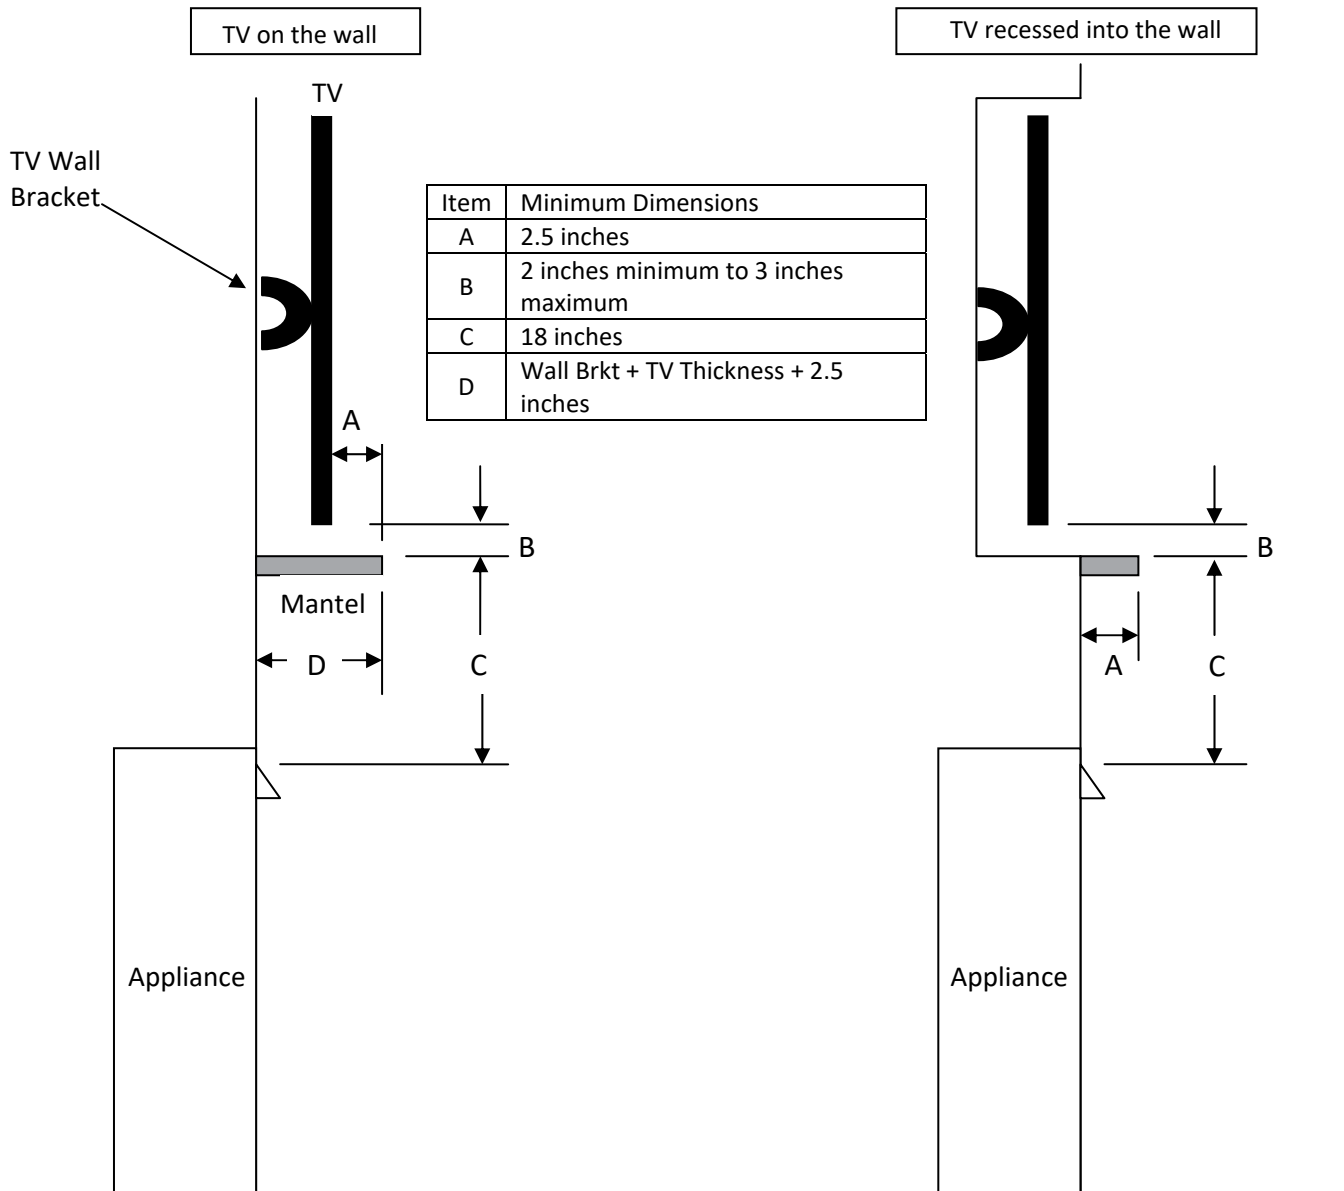 TV on the wall
TV recessed into the wall
TV
TV Wall
Bracket
Item Minimum Dimensions
A 2.5 inches
B 2 inches minimum to 3 inches
maximum
C 18 inches
D Wall Brkt + TV Thickness + 2.5
inches
A
B
B
Mantel
D
C
A
C
Appliance
Appliance